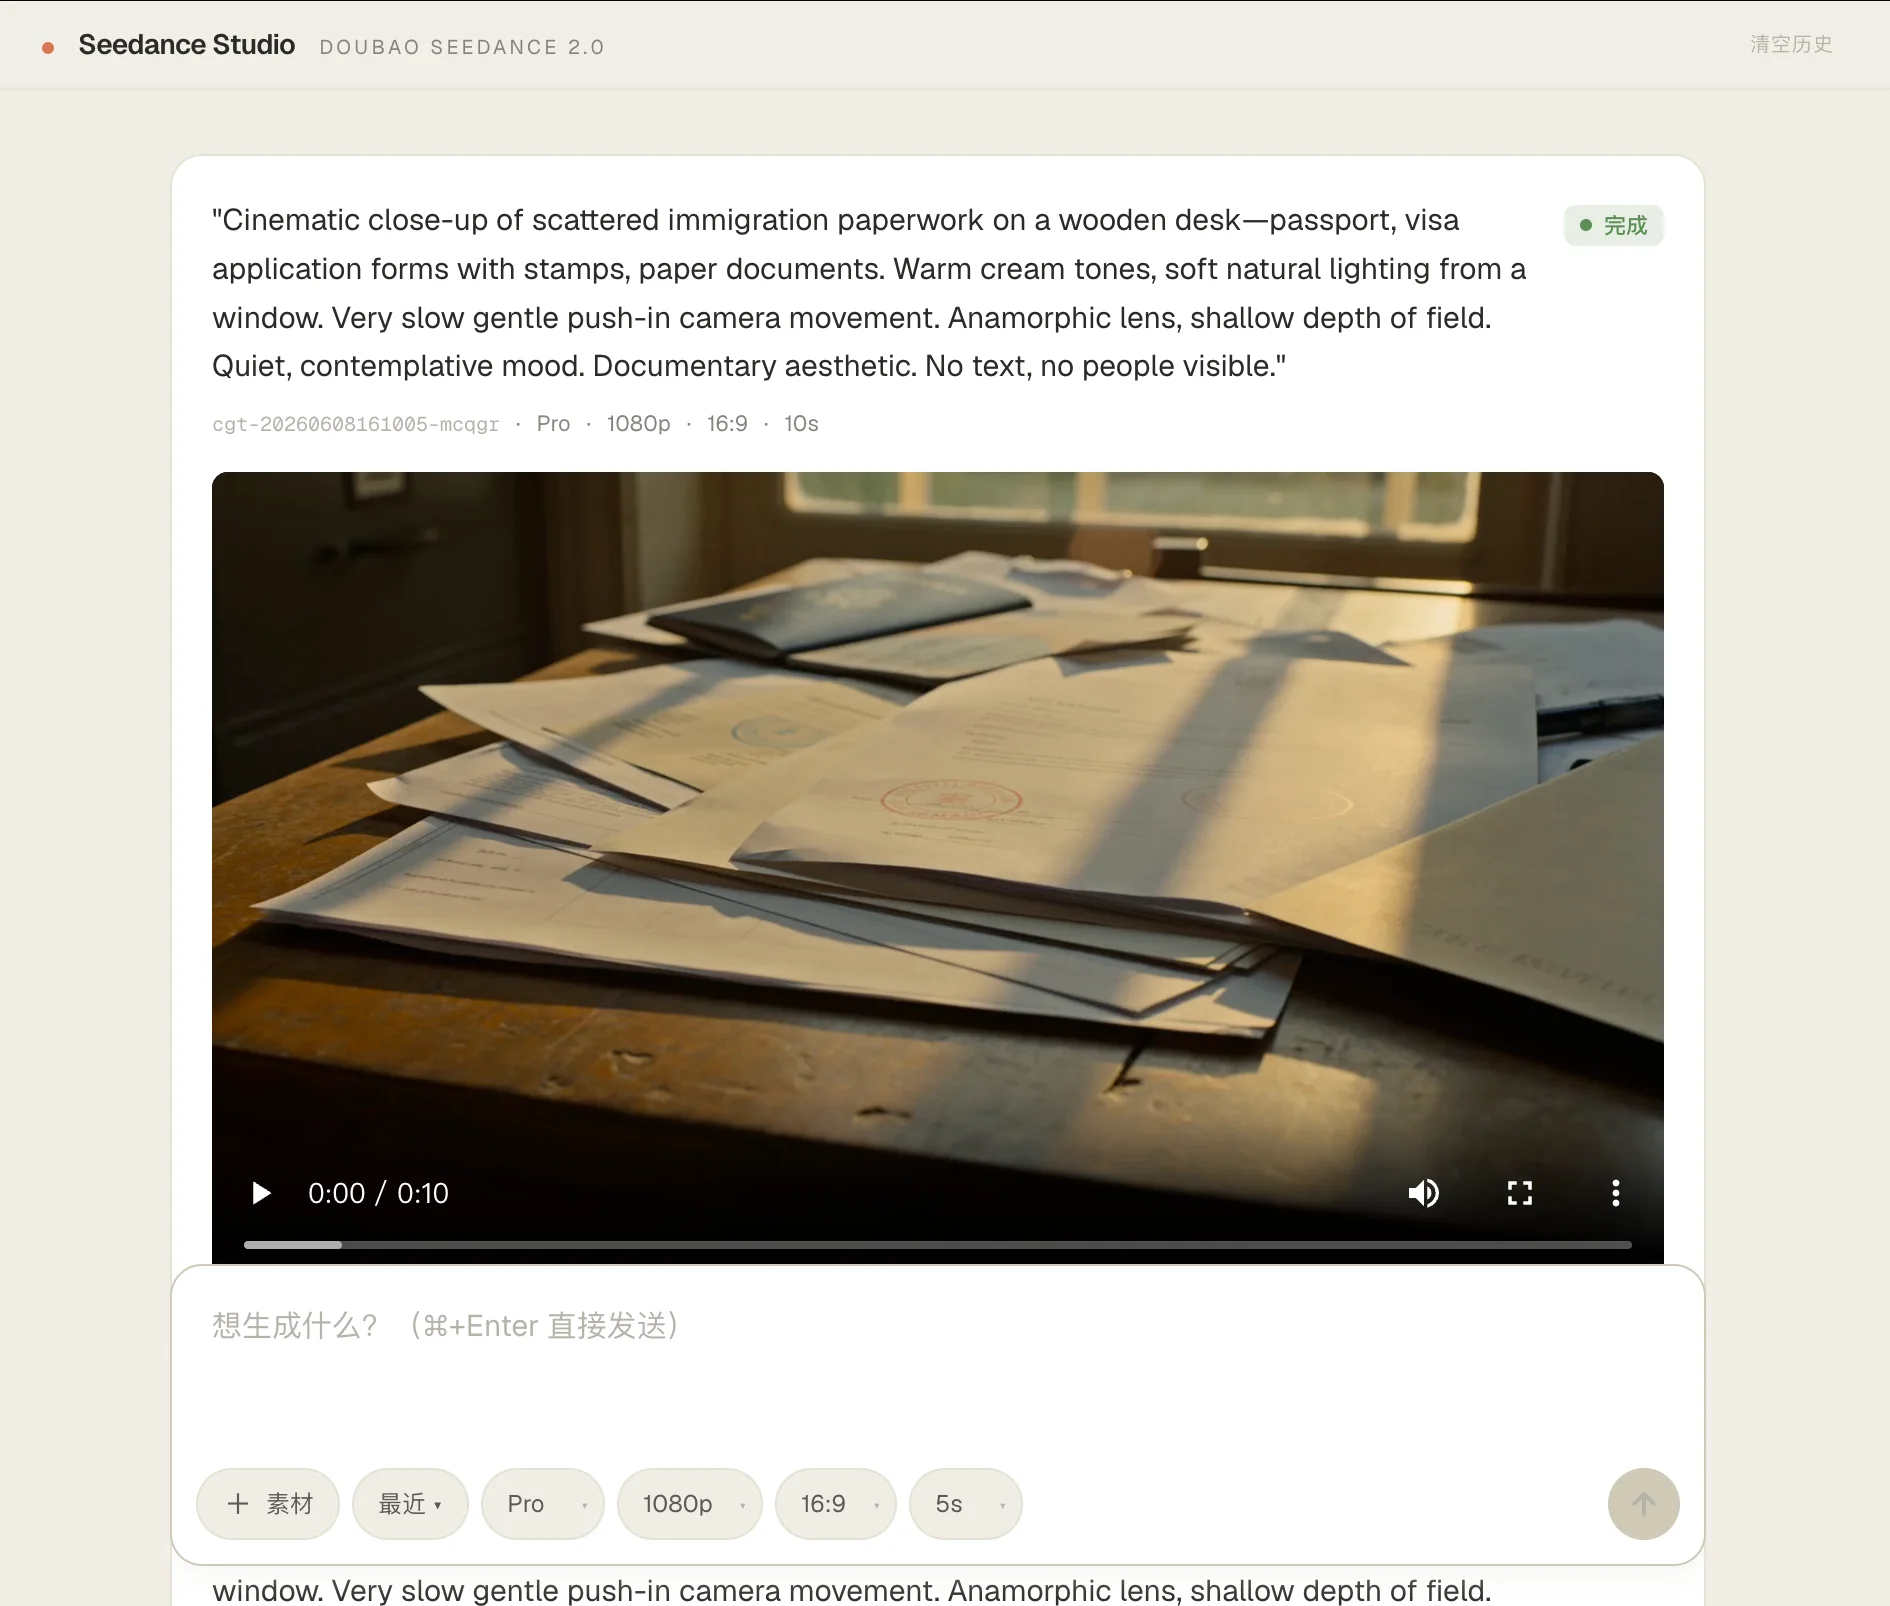 Seedance Studio DOUBAO SEEDANCE 2.0
清空历史
"Cinematic close-up of scattered immigration paperwork on a wooden desk—passport, visa
application forms with stamps, paper documents. Warm cream tones, soft natural lighting from a
window. Very slow gentle push-in camera movement. Anamorphic lens, shallow depth of field.
Quiet, contemplative mood. Documentary aesthetic. No text, no people visible."
完成
cgt-20260608161005-mcqgr · Pro · 1080p · 16:9 · 10s
0:00 / 0:10
想生成什么？（⌘+Enter 直接发送）
+ 素材 最近 Pro 1080p 16:9 5s
window. Very slow gentle push-in camera movement. Anamorphic lens, shallow depth of field.